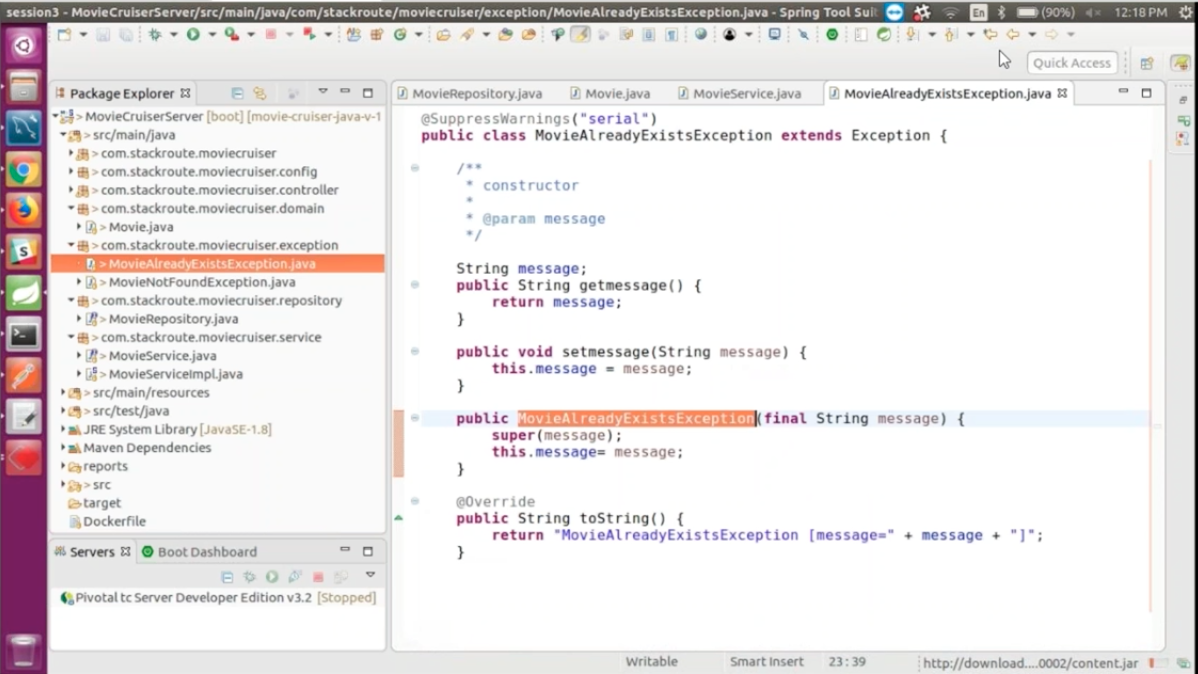 session3 - MovieCruiserServer/src/main/java/com/stackroute/moviecruiser/exception/MovieAlreadyExistsException.java - Spring Tool Suit
En
(90%)
12:18 PM
Quick Access
Package Explorer
MovieRepository.java
Movie.java
MovieService.java
MovieAlreadyExistsException.java
> MovieCruiserServer [boot] [movie-cruiser-java-v-1
> src/main/java
> com.stackroute.moviecruiser
> com.stackroute.moviecruiser.config
> com.stackroute.moviecruiser.controller
> com.stackroute.moviecruiser.domain
> Movie.java
> com.stackroute.moviecruiser.exception
> MovieAlreadyExistsException.java
> MovieNotFoundException.java
> com.stackroute.moviecruiser.repository
> MovieRepository.java
> com.stackroute.moviecruiser.service
> MovieService.java
> MovieServiceImpl.java
> src/main/resources
> src/test/java
JRE System Library [JavaSE-1.8]
Maven Dependencies
reports
> src
target
Dockerfile
@SuppressWarnings("serial")
public class MovieAlreadyExistsException extends Exception {
/**
* constructor
*
* @param message
*/
String message;
public String getmessage() {
return message;
}
public void setmessage(String message) {
this.message = message;
}
public MovieAlreadyExistsException(final String message) {
super(message);
this.message= message;
}
@Override
public String toString() {
return "MovieAlreadyExistsException [message=" + message + "]";
}
Servers
Boot Dashboard
Pivotal tc Server Developer Edition v3.2 [Stopped]
Writable
Smart Insert
23 : 39
http://download....0002/content.jar